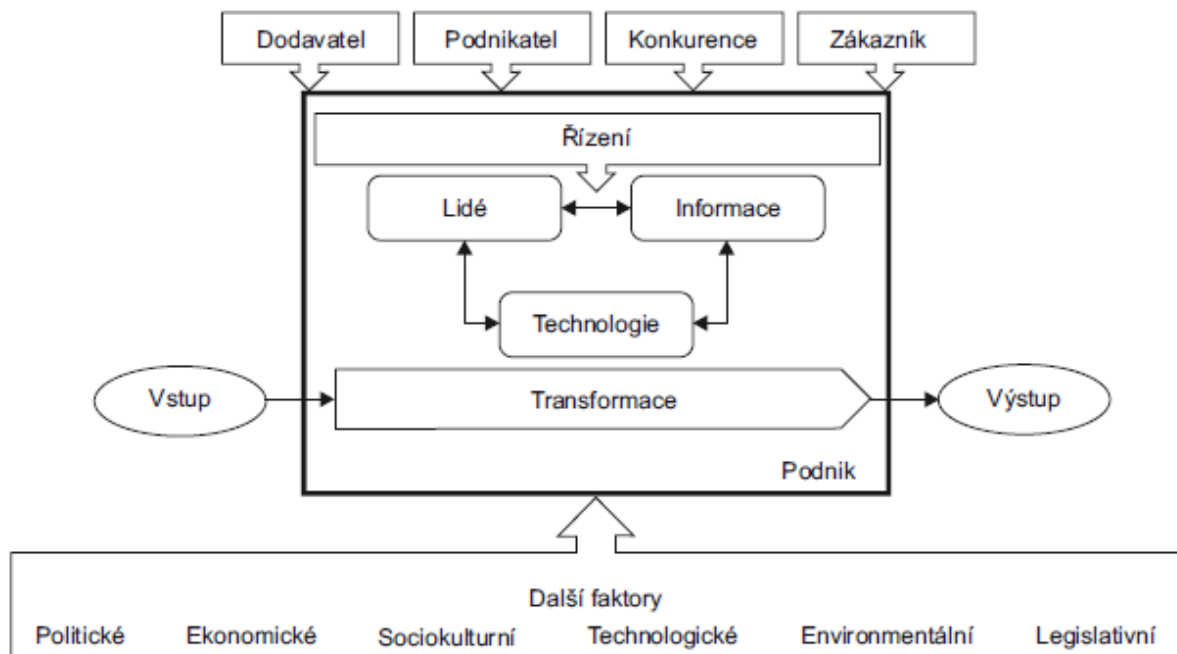 Dodavatel
Podnikatel
Konkurence
Zákazník
Řízení
Lidé
Informace
Technologie
Vstup
Transformace
Výstup
Podnik
Další faktory
Politické
Ekonomické
Sociokulturní
Technologické
Environmentální
Legislativní